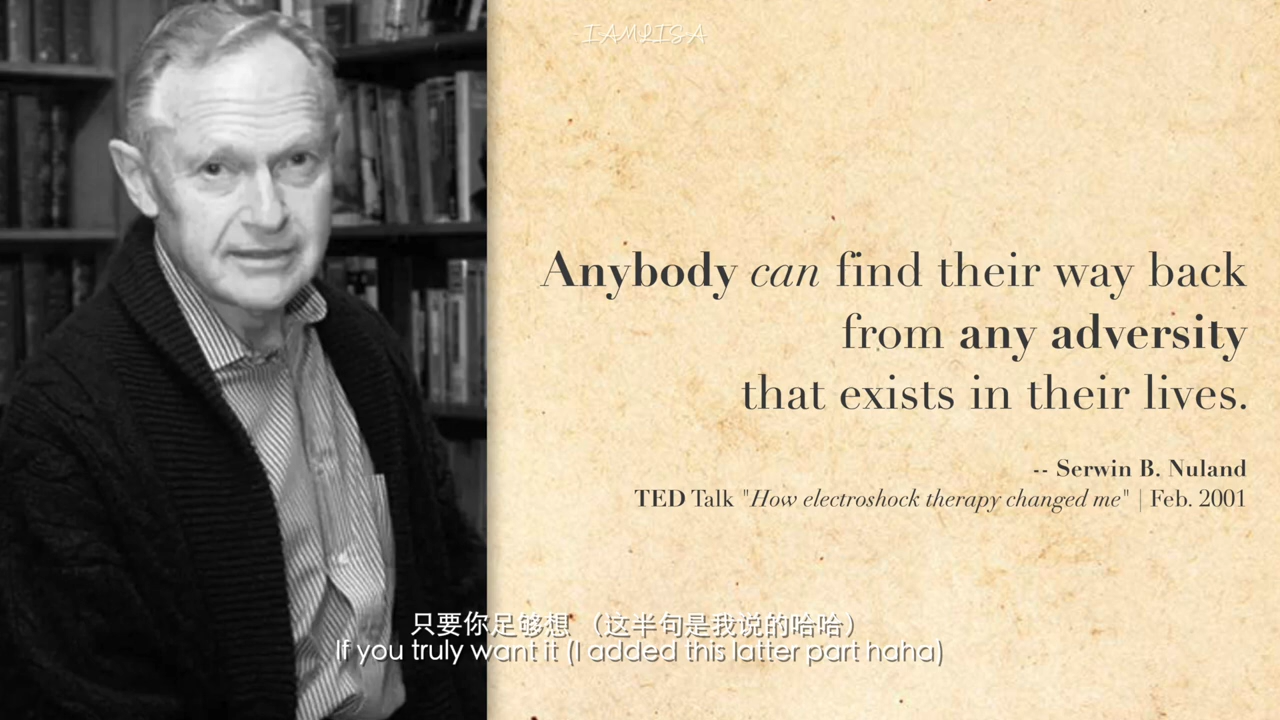 IAMLISA
Anybody can find their way back
from any adversity
that exists in their lives.
-- Serwin B. Nuland
TED Talk "How electroshock therapy changed me" | Feb. 2001
只要你足够想 （这半句是我说的哈哈）
If you truly want it (I added this latter part haha)